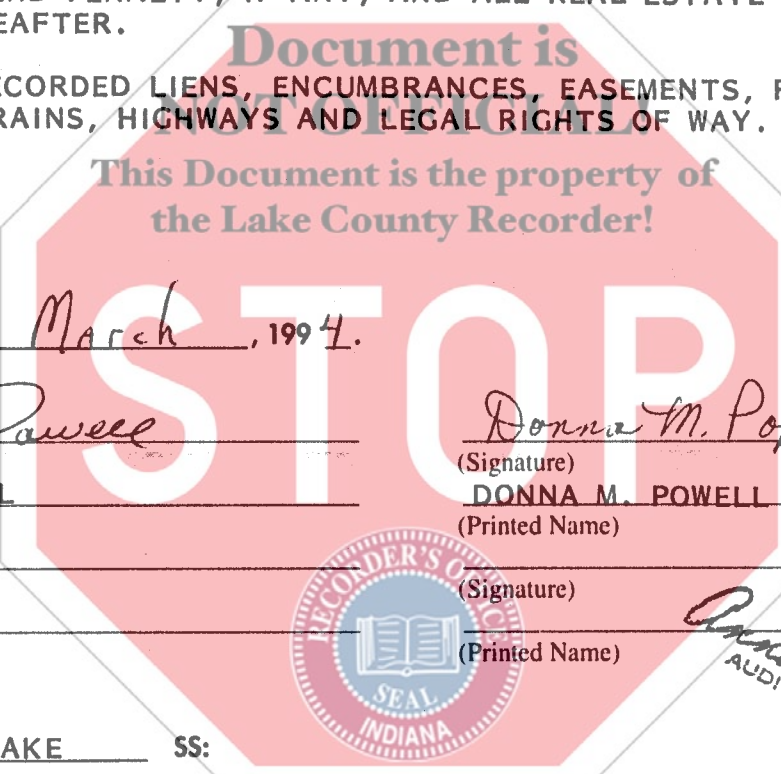 EAFTER.
Document is
ECORDED LIENS, ENCUMBRANCES, EASEMENTS,
NOT OFFICIAL!
RAINS, HIGHWAYS AND LEGAL RIGHTS OF WAY.
This Document is the property of
the Lake County Recorder!
March, 1994.
STOP
Powell Donna M.
(Signature)
L DONNA M. POWELL
(Printed Name)
RECORDER'S OFFICE
(Signature)
(Printed Name)
SEAL
INDIANA
AUDI
AKE SS: